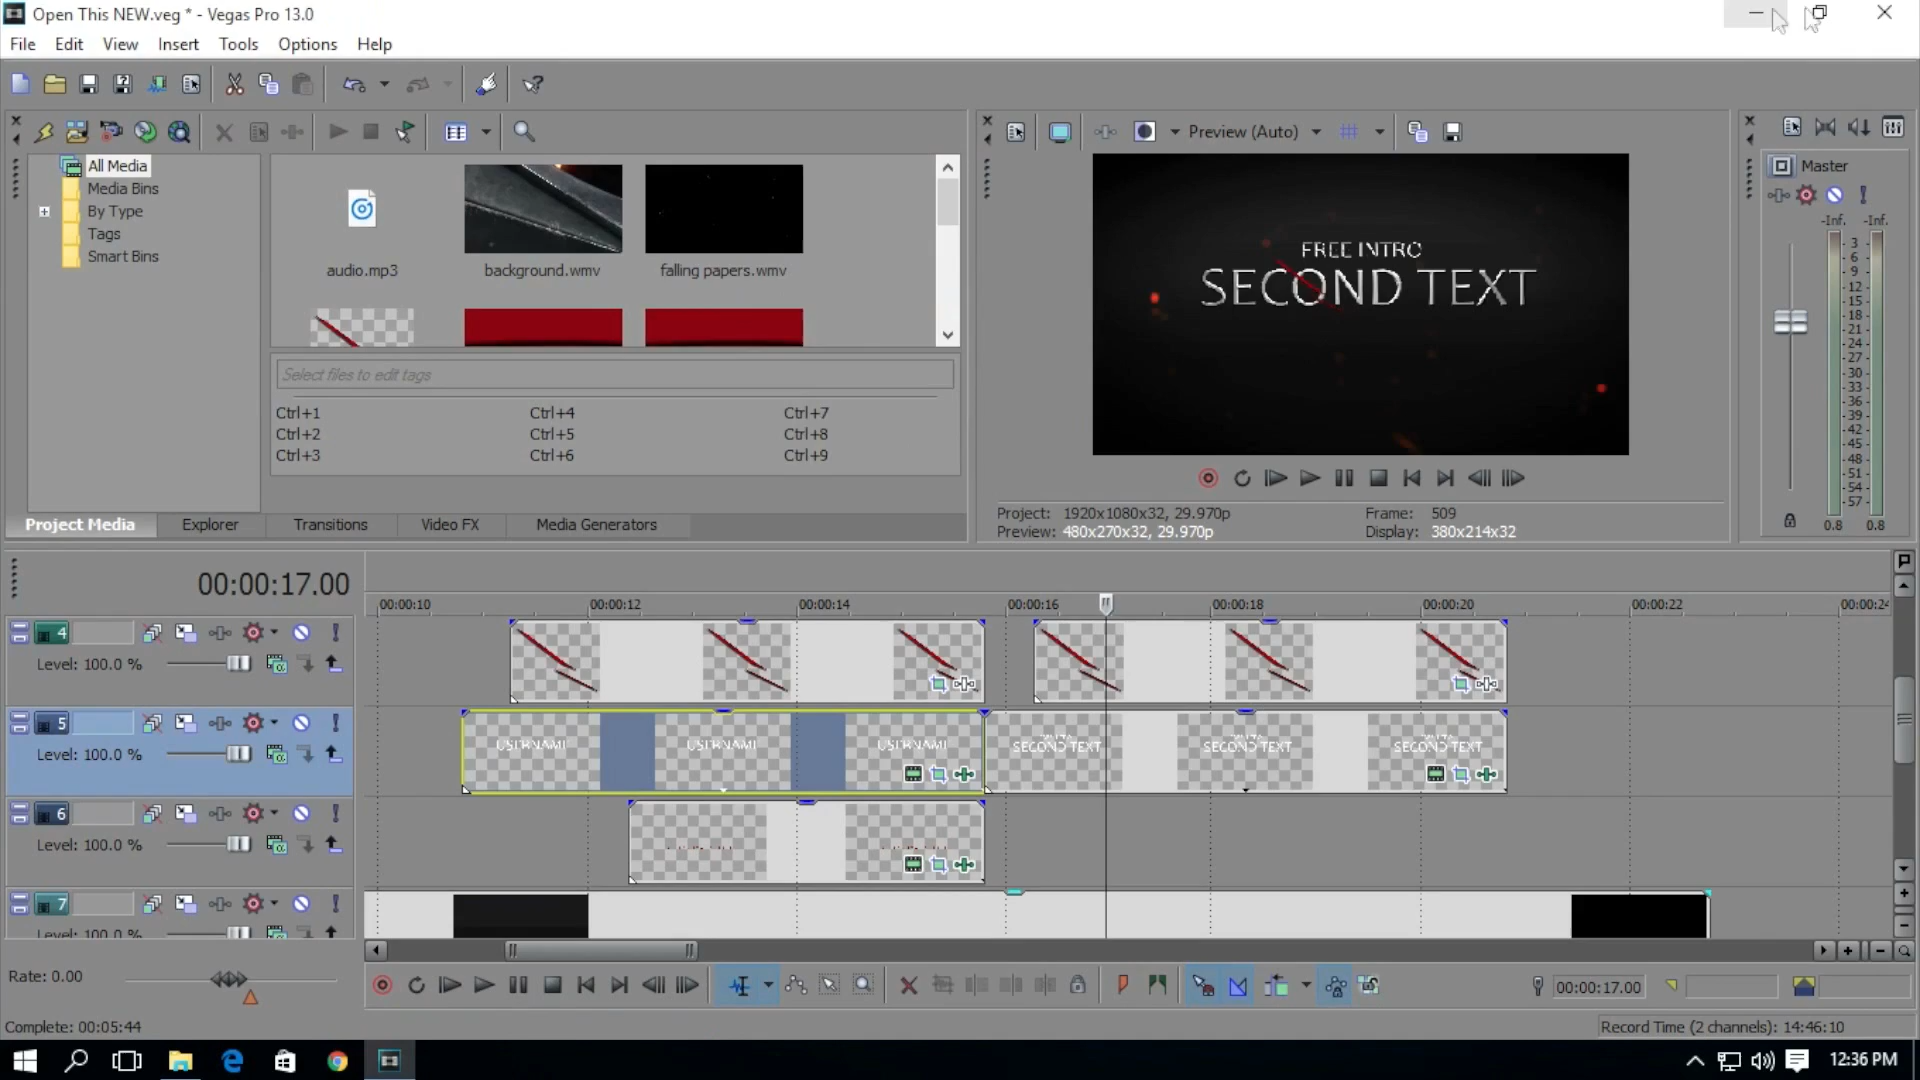 Open This NEW.veg * - Vegas Pro 13.0
File Edit View Insert Tools Options Help
Preview (Auto)
All Media
Media Bins
By Type
Tags
Smart Bins
audio.mp3
background.wmv
falling papers.wmv
Select files to edit tags
Ctrl+1 Ctrl+4 Ctrl+7
Ctrl+2 Ctrl+5 Ctrl+8
Ctrl+3 Ctrl+6 Ctrl+9
Project Media Explorer Transitions Video FX Media Generators
FREE INTRO
SECOND TEXT
Project: 1920x1080x32, 29.970p Frame: 509
Preview: 480x270x32, 29.970p Display: 380x214x32
Master
-Inf. -Inf.
3
6
9
12
15
18
21
24
27
30
33
36
39
42
45
48
51
54
57
0.8 0.8
00:00:17.00
00:00:10 00:00:12 00:00:14 00:00:16 00:00:18 00:00:20 00:00:22 00:00:24
4
Level: 100.0 %
5
Level: 100.0 %
SECOND TEXT SECOND TEXT SECOND TEXT
6
Level: 100.0 %
7
Level: 100.0 %
Rate: 0.00
00:00:17.00
Complete: 00:05:44
Record Time (2 channels): 14:46:10
12:36 PM